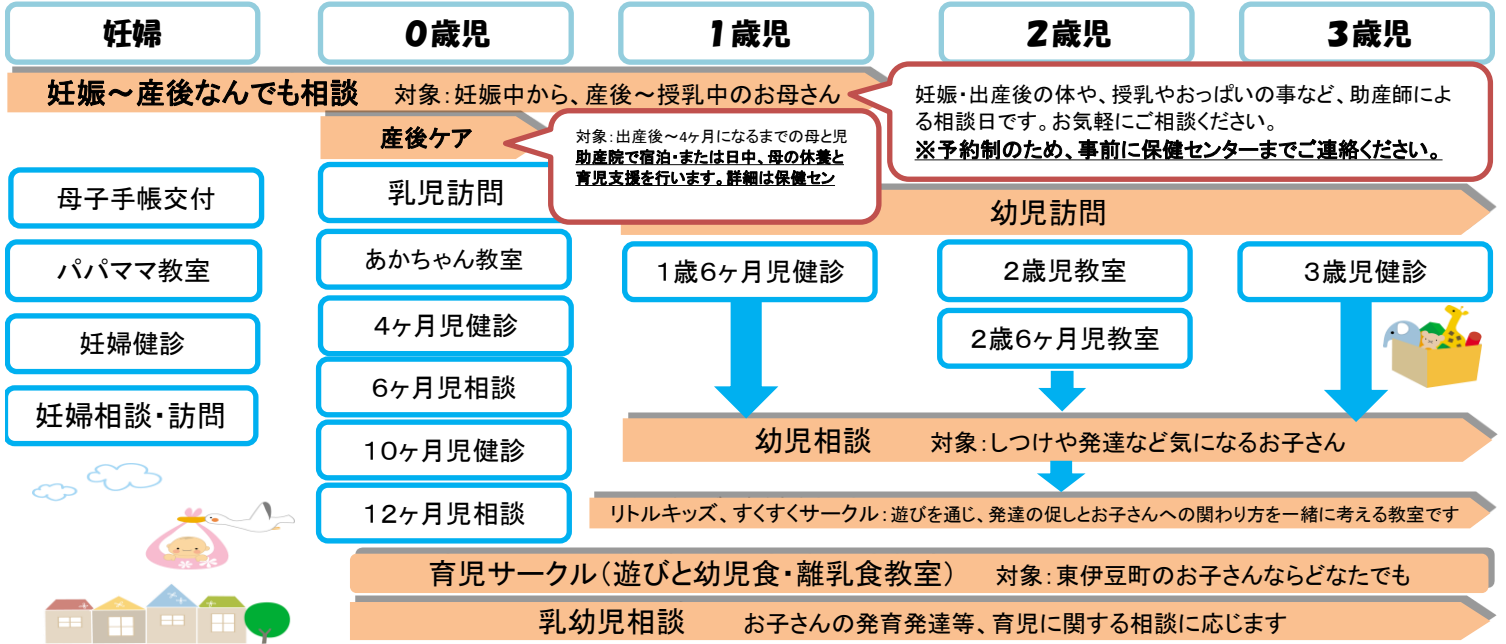 妊婦
0歳児
1歳児
2歳児
3歳児
妊娠～産後なんでも相談　対象：妊娠中から、産後～授乳中のお母さん
妊娠・出産後の体や、授乳やおっぱいの事など、助産師によ
る相談日です。お気軽にご相談ください。
※予約制のため、事前に保健センターまでご連絡ください。
産後ケア
対象：出産後～4ヶ月になるまでの母と児
助産院で宿泊・または日中、母の休養と
育児支援を行います。詳細は保健セン
母子手帳交付
パパママ教室
妊婦健診
妊婦相談・訪問
乳児訪問
あかちゃん教室
4ヶ月児健診
6ヶ月児相談
10ヶ月児健診
12ヶ月児相談
幼児訪問
1歳6ヶ月児健診
2歳児教室
2歳6ヶ月児教室
3歳児健診
幼児相談　対象：しつけや発達など気になるお子さん
リトルキッズ、すくすくサークル：遊びを通じ、発達の促しとお子さんへの関わり方を一緒に考える教室です
育児サークル（遊びと幼児食・離乳食教室）　対象：東伊豆町のお子さんならどなたでも
乳幼児相談　お子さんの発育発達等、育児に関する相談に応じます